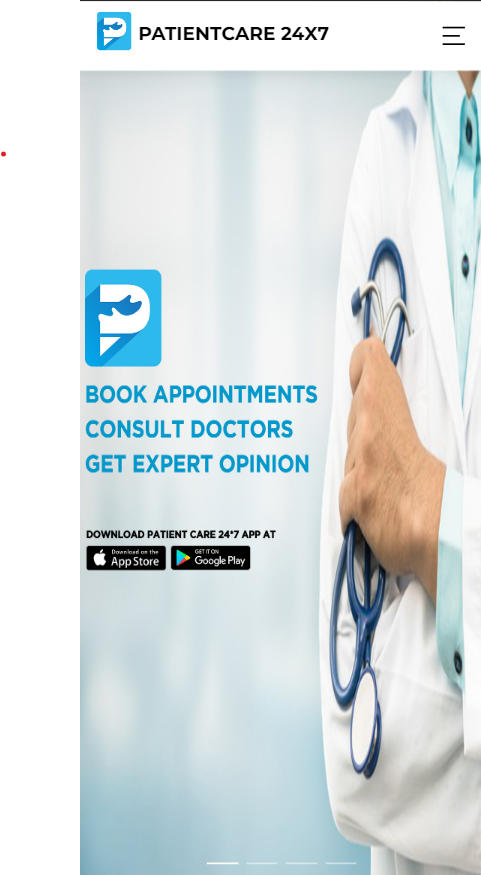 PATIENTCARE 24X7
BOOK APPOINTMENTS
CONSULT DOCTORS
GET EXPERT OPINION
DOWNLOAD PATIENT CARE 24*7 APP AT
Download on the
App Store
GET IT ON
Google Play